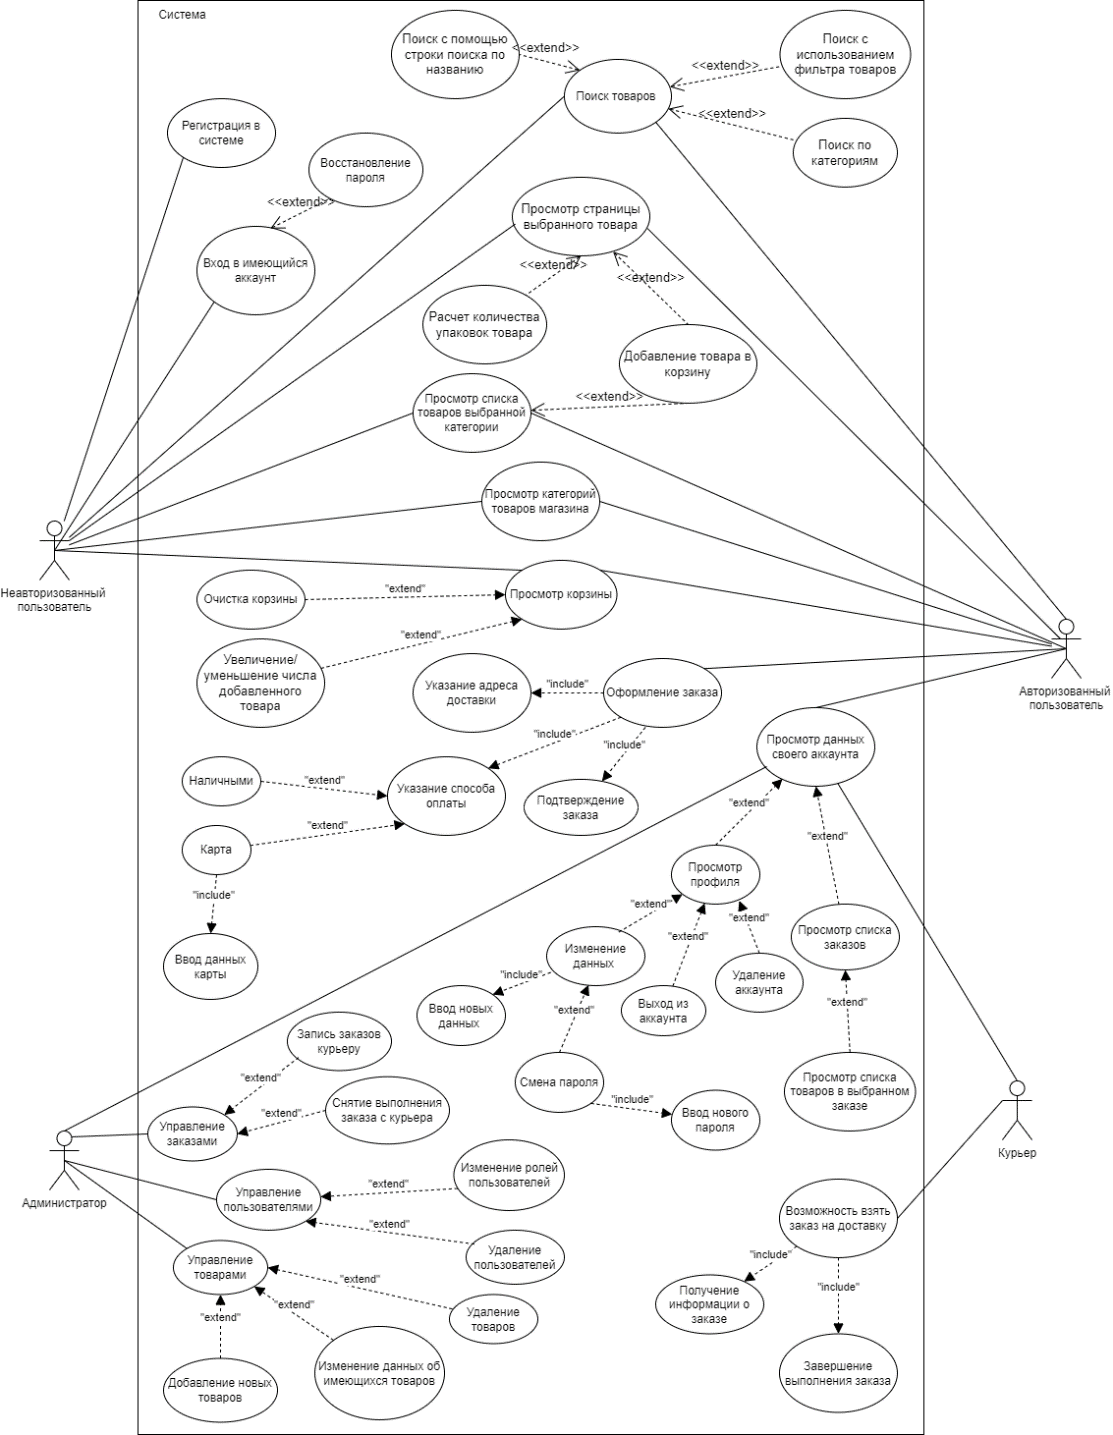 Система
Поиск с помощью
строки поиска по
названию
<<extend>>
Поиск товаров
<<extend>>
Поиск с
использованием
фильтра товаров
<<extend>>
Поиск по
категориям
Регистрация в
системе
Восстановление
пароля
<<extend>>
Вход в имеющийся
аккаунт
Просмотр страницы
выбранного товара
<<extend>>
<<extend>>
Расчет количества
упаковок товара
Добавление товара в
корзину
<<extend>>
Просмотр списка
товаров выбранной
категории
Просмотр категорий
товаров магазина
Неавторизованный
пользователь
Очистка корзины
"extend"
Просмотр корзины
"extend"
Увеличение/
уменьшение числа
добавленного
товара
Авторизованный
пользователь
Указание адреса
доставки
"include"
Оформление заказа
"include"
"include"
Просмотр данных
своего аккаунта
Наличными
"extend"
Указание способа
оплаты
Подтверждение
заказа
"extend"
Карта
"extend"
"extend"
"include"
Просмотр
профиля
Ввод данных
карты
"extend"
"extend"
"extend"
Просмотр списка
заказов
Изменение
данных
"include"
Удаление
аккаунта
Ввод новых
данных
"extend"
Выход из
аккаунта
"extend"
Запись заказов
курьеру
"extend"
Смена пароля
"include"
Ввод нового
пароля
Просмотр списка
товаров в выбранном
заказе
Снятие выполнения
заказа с курьера
"extend"
Управление
заказами
Курьер
Администратор
Изменение ролей
пользователей
"extend"
Управление
пользователями
"extend"
Удаление
пользователей
Возможность взять
заказ на доставку
"include"
"include"
Управление
товарами
"extend"
"extend"
"extend"
Удаление
товаров
Получение
информации о
заказе
Изменение данных об
имеющихся товаров
Добавление новых
товаров
Завершение
выполнения заказа